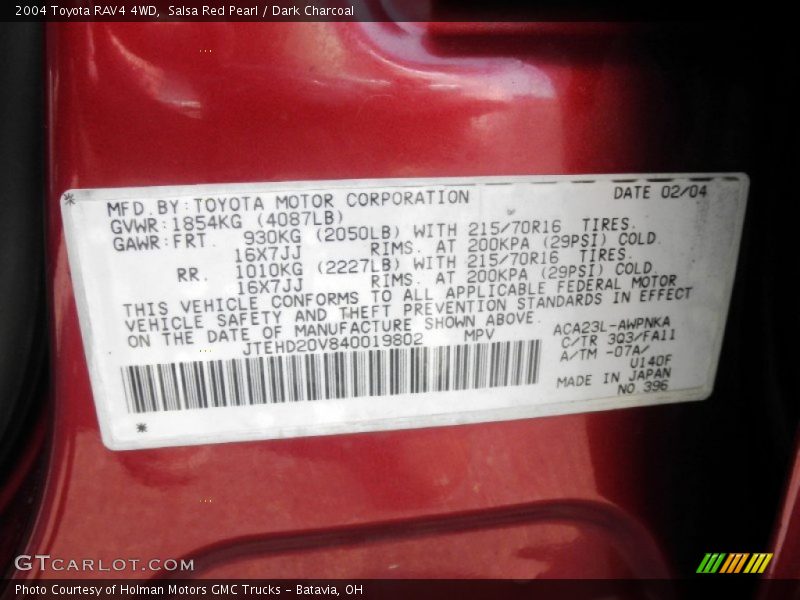 2004 Toyota RAV4 4WD,  Salsa Red Pearl / Dark Charcoal
MFD.BY:TOYOTA MOTOR CORPORATION DATE 02/04
GVWR:1854KG (4087LB)
GAWR:FRT. 930KG (2050LB) WITH 215/70R16 TIRES.
16X7JJ RIMS. AT 200KPA (29PSI) COLD.
RR. 1010KG (2227LB) WITH 215/70R16 TIRES.
16X7JJ RIMS. AT 200KPA (29PSI) COLD.
THIS VEHICLE CONFORMS TO ALL APPLICABLE FEDERAL MOTOR
VEHICLE SAFETY AND THEFT PREVENTION STANDARDS IN EFFECT
ON THE DATE OF MANUFACTURE SHOWN ABOVE.
JTEHD20V840019802 MPV
ACA23L-AWPNKA
C/TR 3Q3/FA11
A/TM -07A/
U140F
MADE IN JAPAN
NO.396
GTCARLOT.COM
Photo Courtesy of Holman Motors GMC Trucks - Batavia, OH